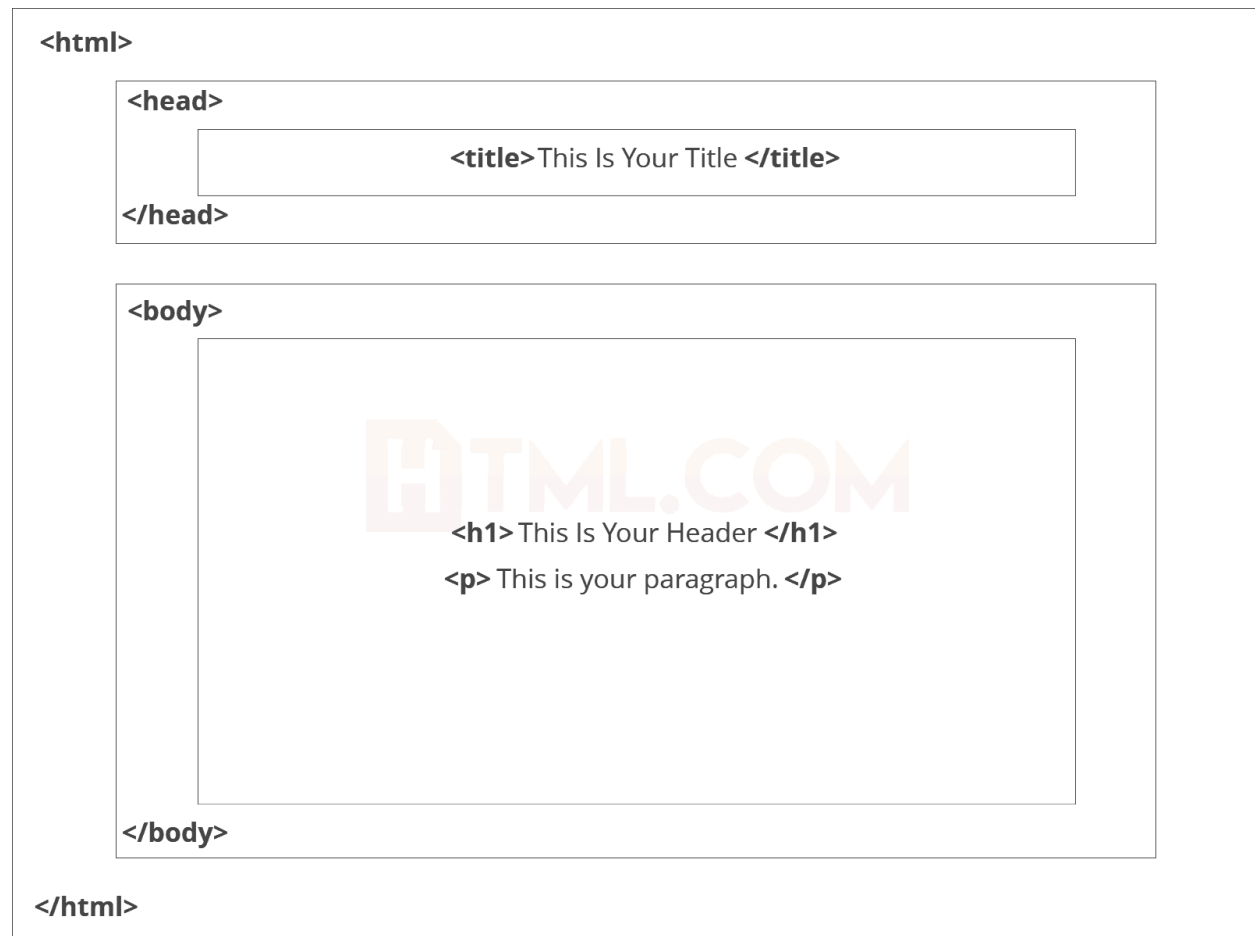 <html>
<head>
<title>This Is Your Title </title>
</head>
<body>
HTML.COM
<h1> This Is Your Header </h1>
<p> This is your paragraph. </p>
</body>
</html>